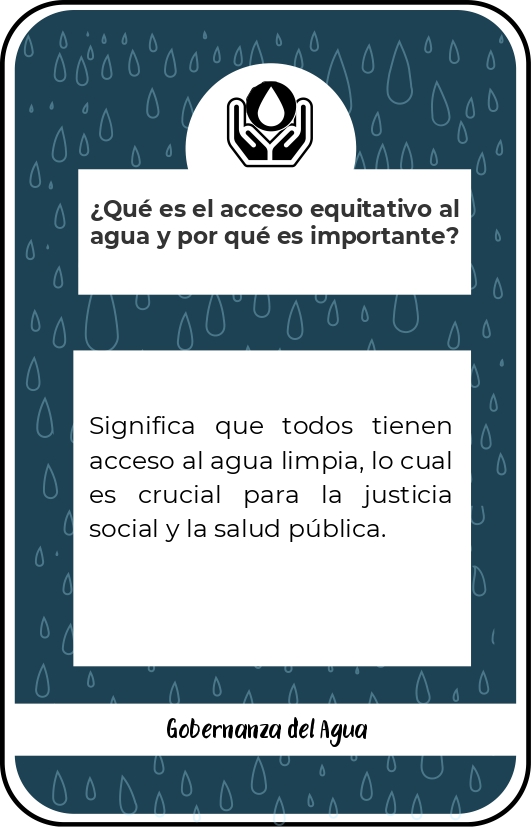 ¿Qué es el acceso equitativo al
agua y por qué es importante?
Significa que todos tienen
acceso al agua limpia, lo cual
es crucial para la justicia
social y la salud pública.
Gobernanza del Agua